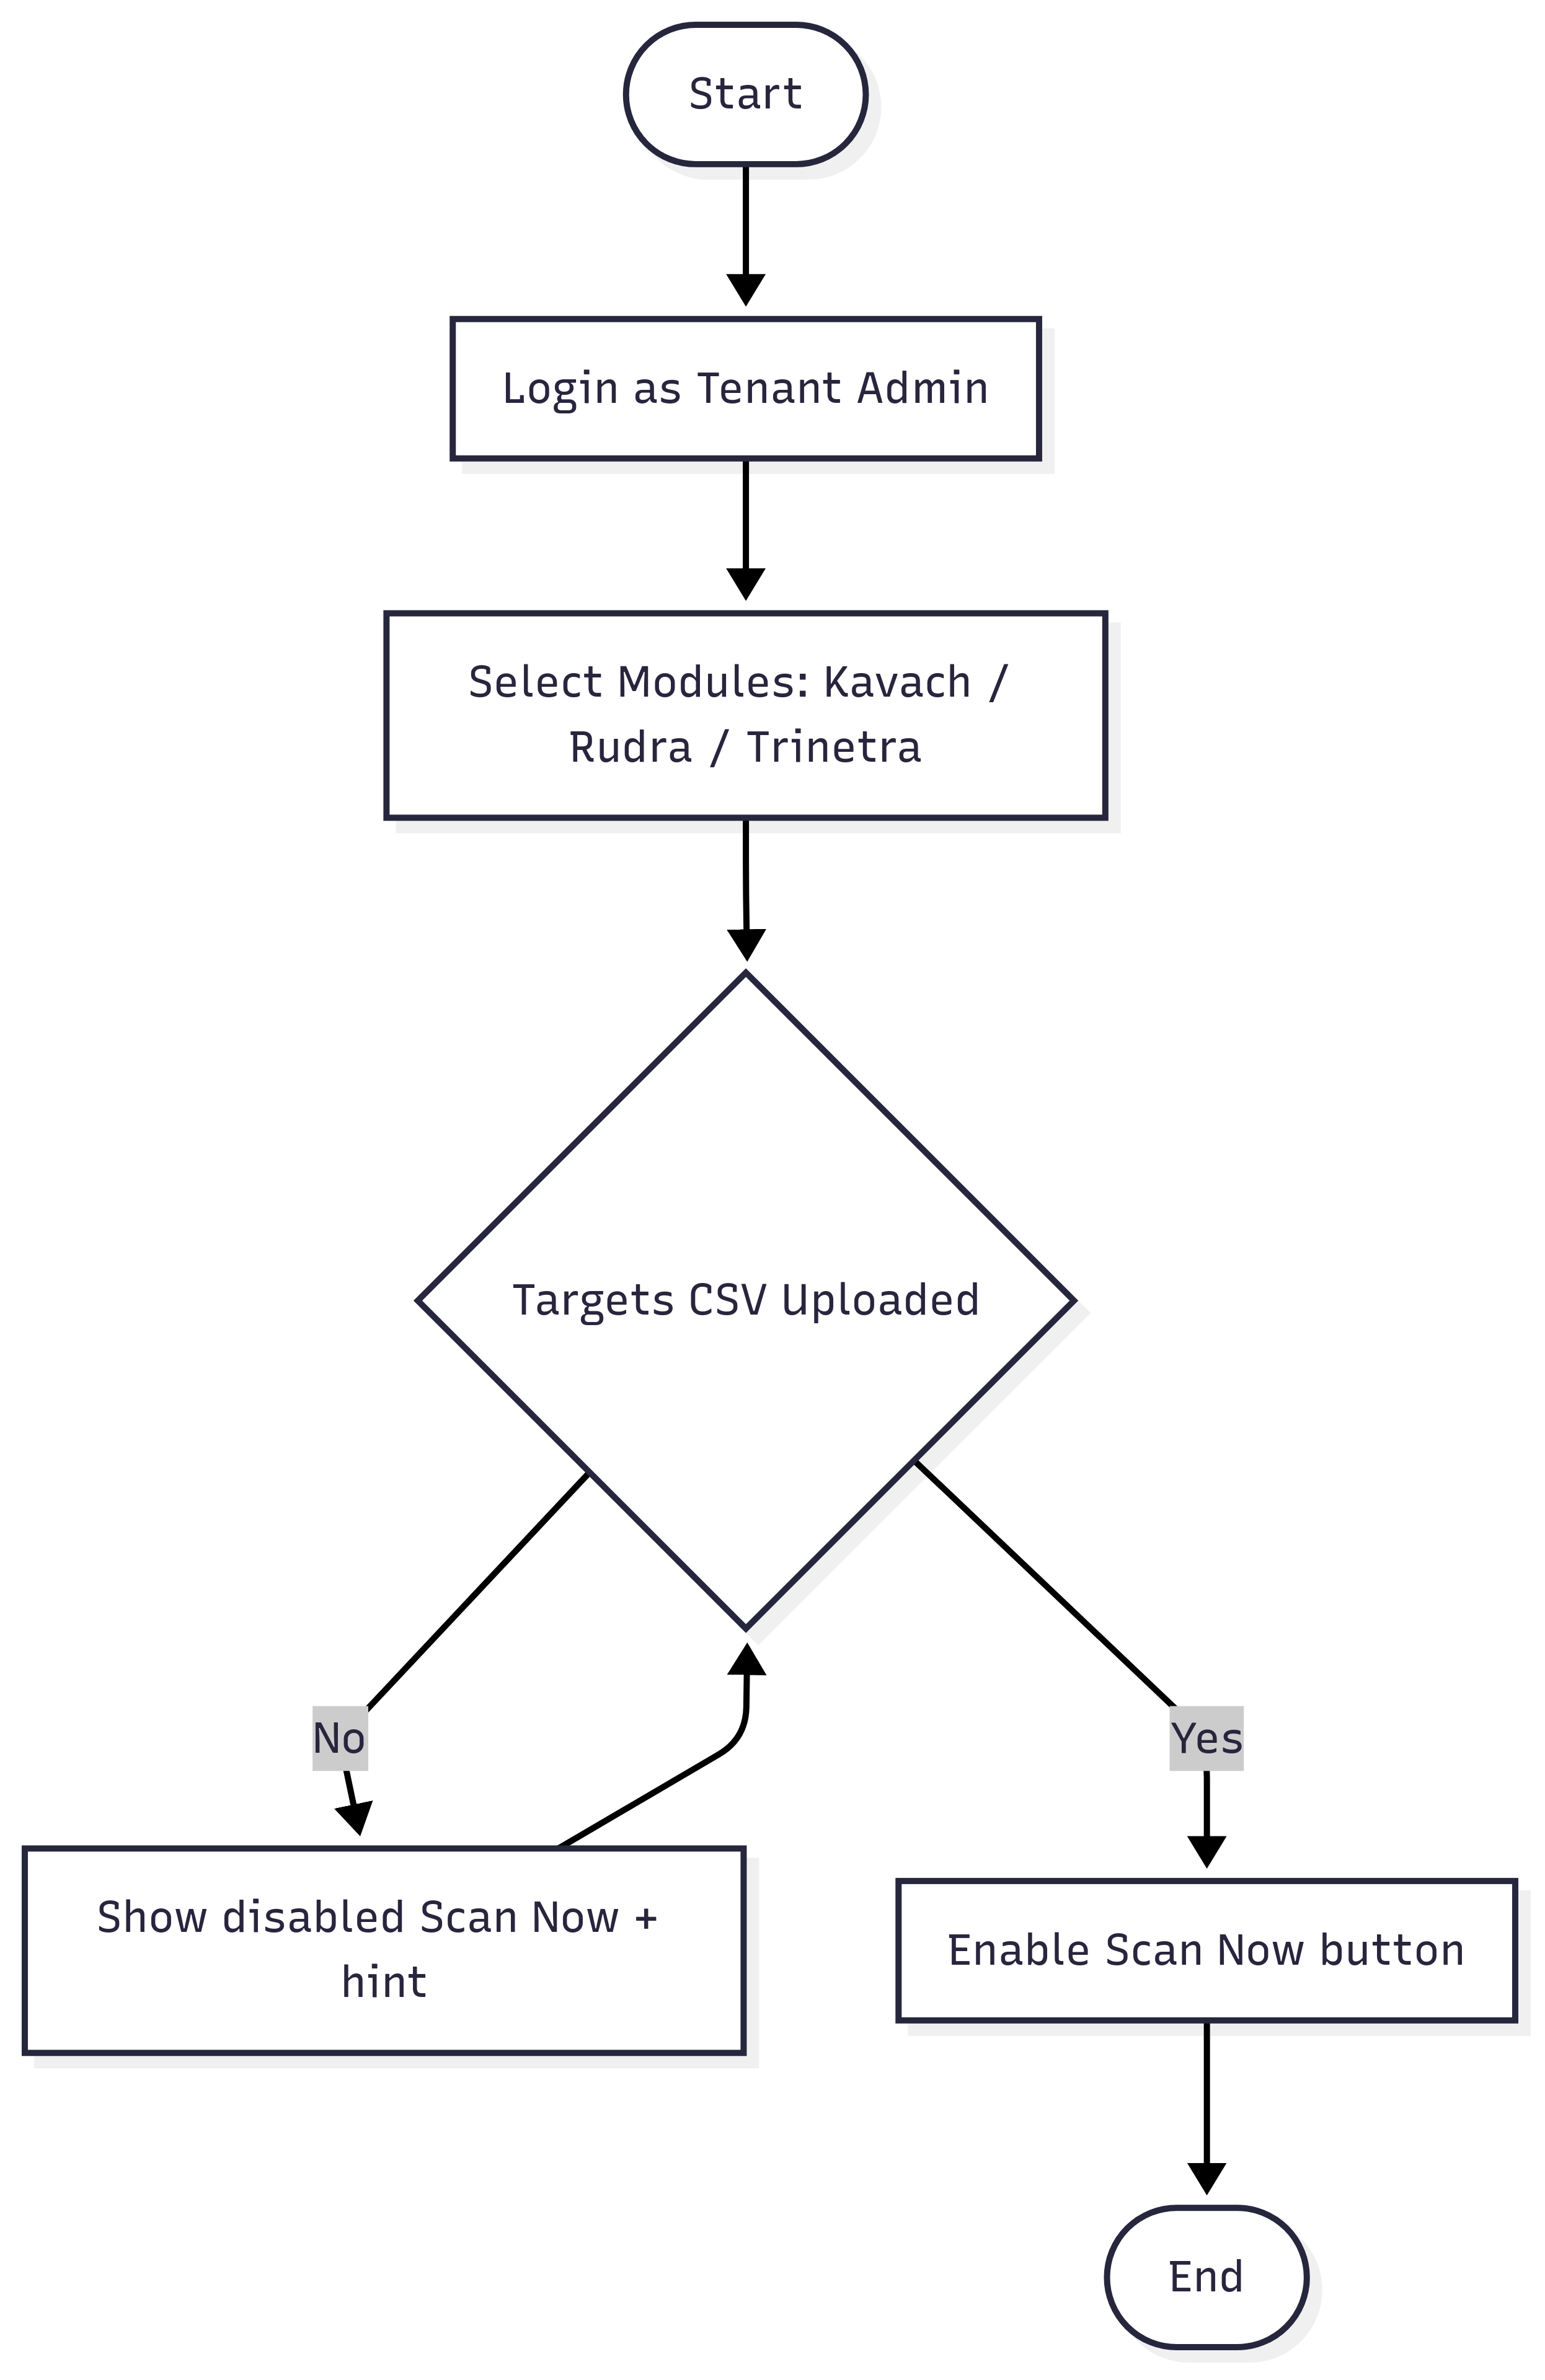 Start
Login as Tenant Admin
Select Modules: Kavach /
Rudra / Trinetra
Targets CSV Uploaded
No
Yes
Show disabled Scan Now +
hint
Enable Scan Now button
End